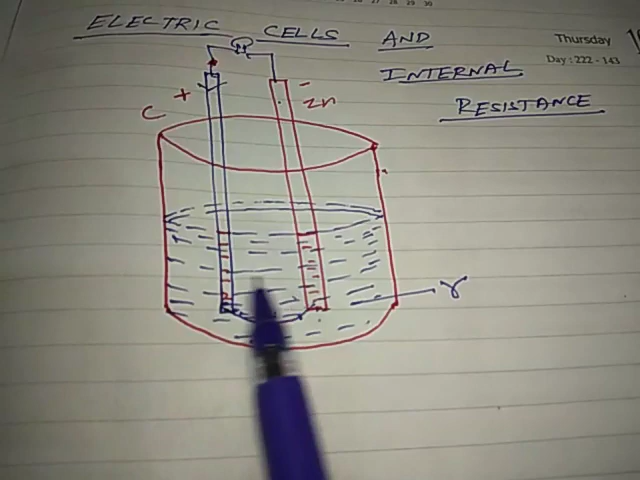 ELECTRIC CELLS AND
INTERNAL
RESISTANCE
Thursday
Day : 222 - 143
+
-
C
Zn
r